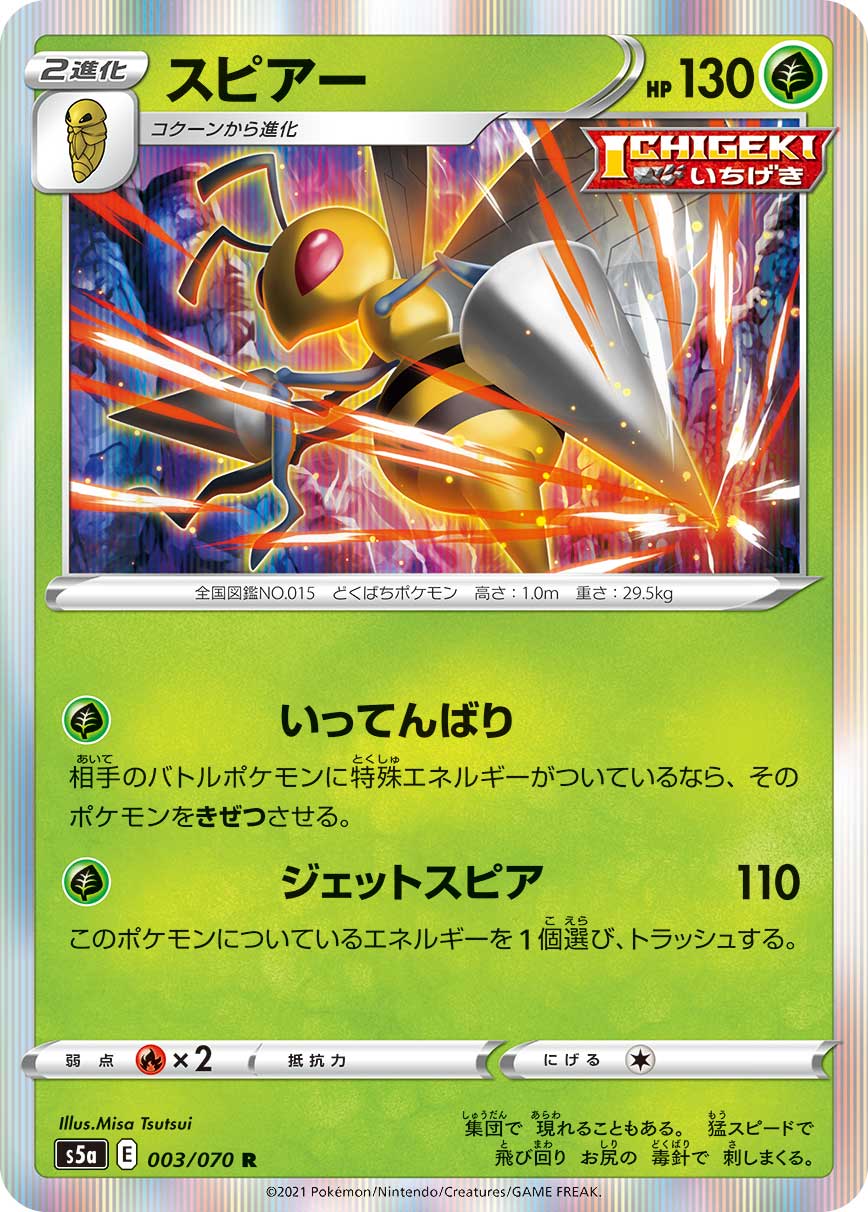 2進化
スピアー
HP 130
コクーンから進化
ICHIGEKI
いちげき
全国図鑑NO.015 どくばちポケモン 高さ：1.0m 重さ：29.5kg
いってんばり
相手のバトルポケモンに特殊エネルギーがついているなら、その
ポケモンをきぜつさせる。
ジェットスピア 110
このポケモンについているエネルギーを1個選び、トラッシュする。
弱点 ×2 抵抗力 にげる
Illus.Misa Tsutsui
s5a E 003/070 R
集団で 現れることもある。 猛スピードで
飛び回り お尻の 毒針で 刺しまくる。
©2021 Pokémon/Nintendo/Creatures/GAME FREAK.